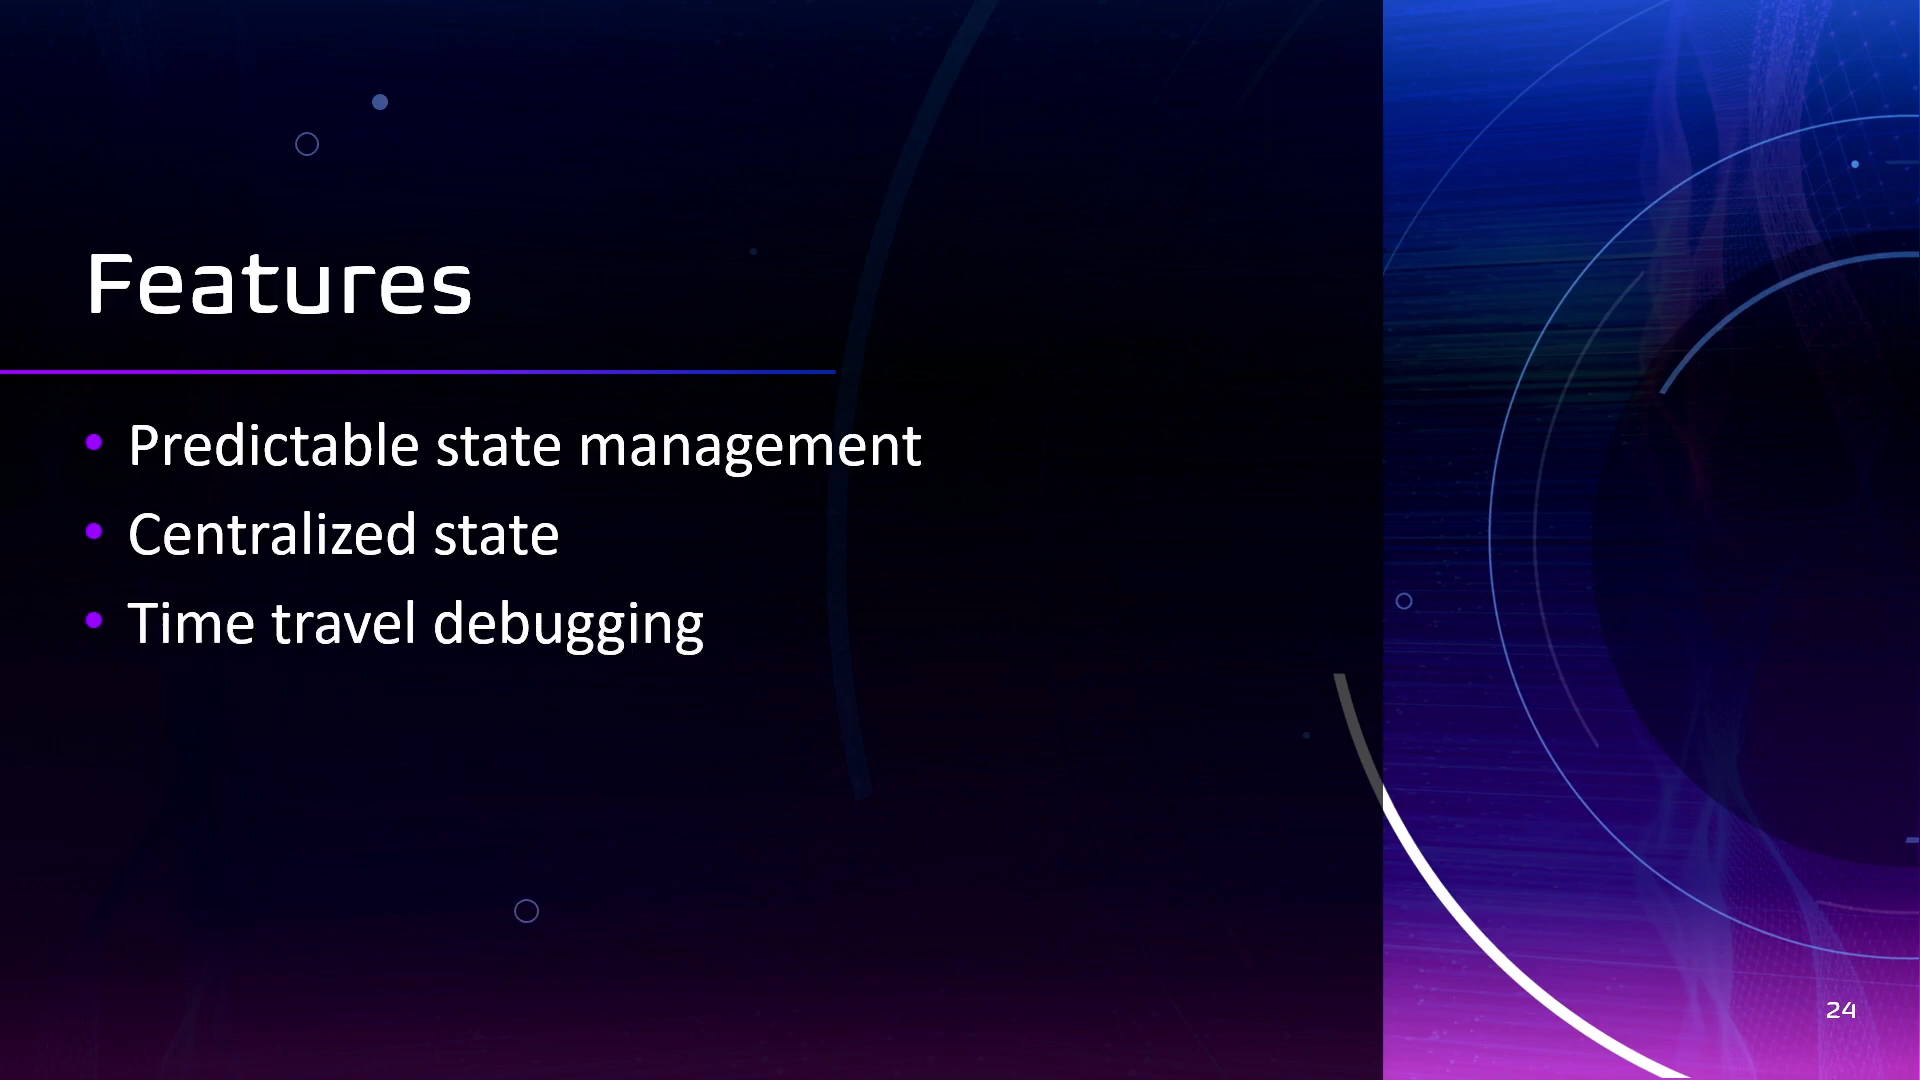 Features
• Predictable state management
• Centralized state
• Time travel debugging
24